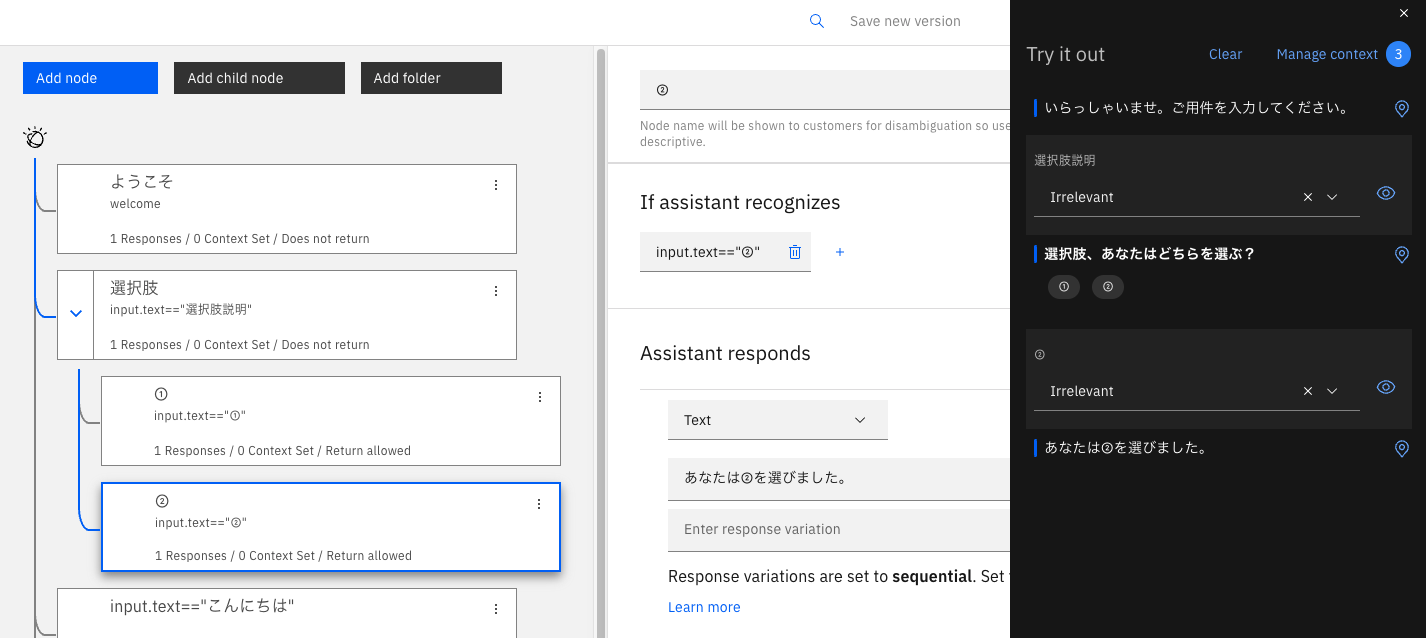 Save new version
Add node
Add child node
Add folder
ようこそ
welcome
1 Responses / 0 Context Set / Does not return
選択肢
input.text=="選択肢説明"
1 Responses / 0 Context Set / Does not return
①
input.text=="①"
1 Responses / 0 Context Set / Return allowed
②
input.text=="②"
1 Responses / 0 Context Set / Return allowed
input.text=="こんにちは"
②
Node name will be shown to customers for disambiguation so use
descriptive.
If assistant recognizes
input.text=="②"
Assistant responds
Text
あなたは②を選びました。
Enter response variation
Response variations are set to sequential. Set
Learn more
Try it out
Clear
Manage context 3
いらっしゃいませ。ご用件を入力してください。
選択肢説明
Irrelevant
選択肢、あなたはどちらを選ぶ？
① ②
②
Irrelevant
あなたは②を選びました。